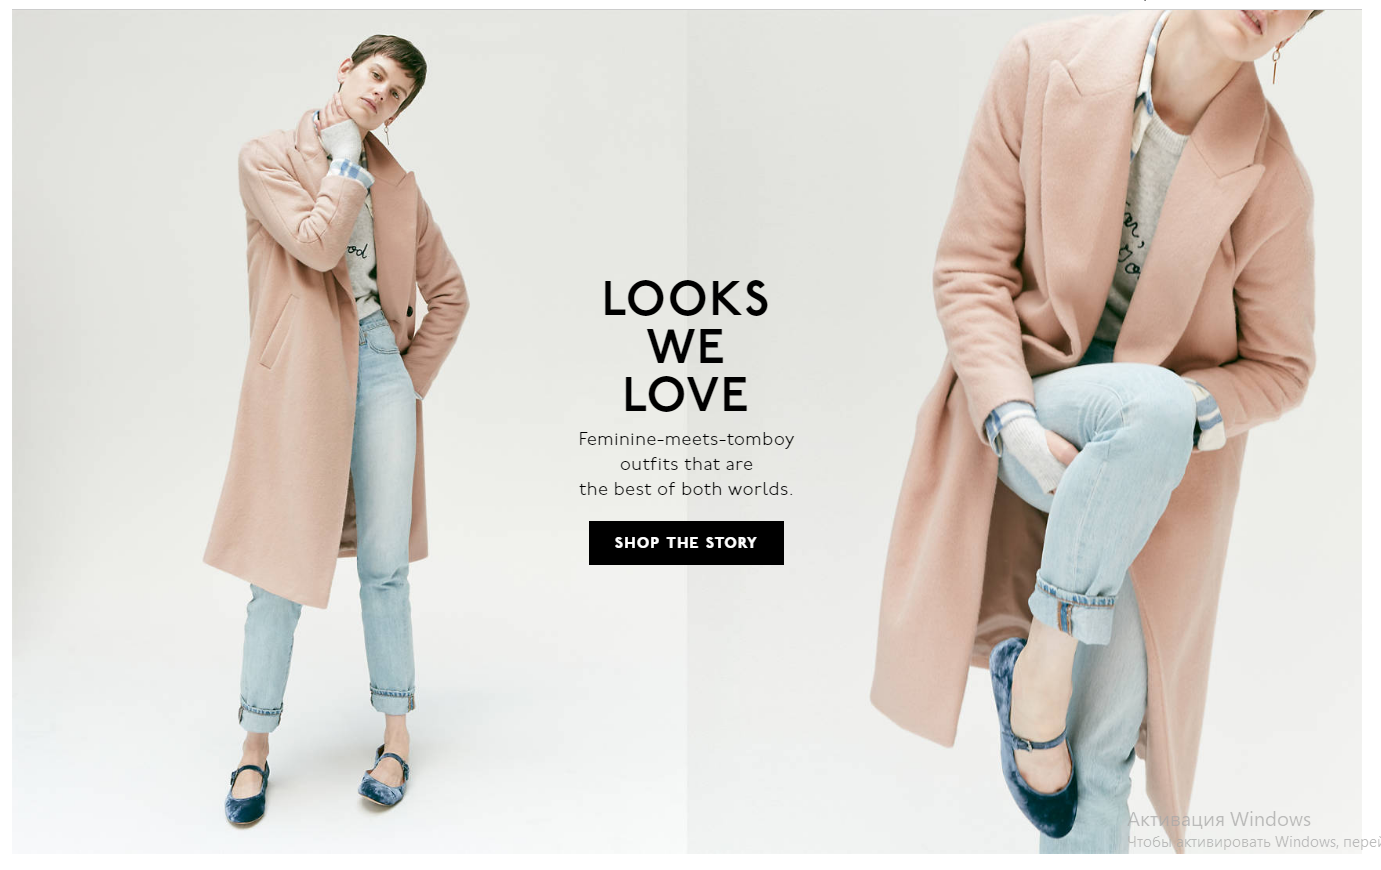 LOOKS
WE
LOVE
Feminine-meets-tomboy
outfits that are
the best of both worlds.
SHOP THE STORY
Активация Windows
Чтобы активировать Windows, перей